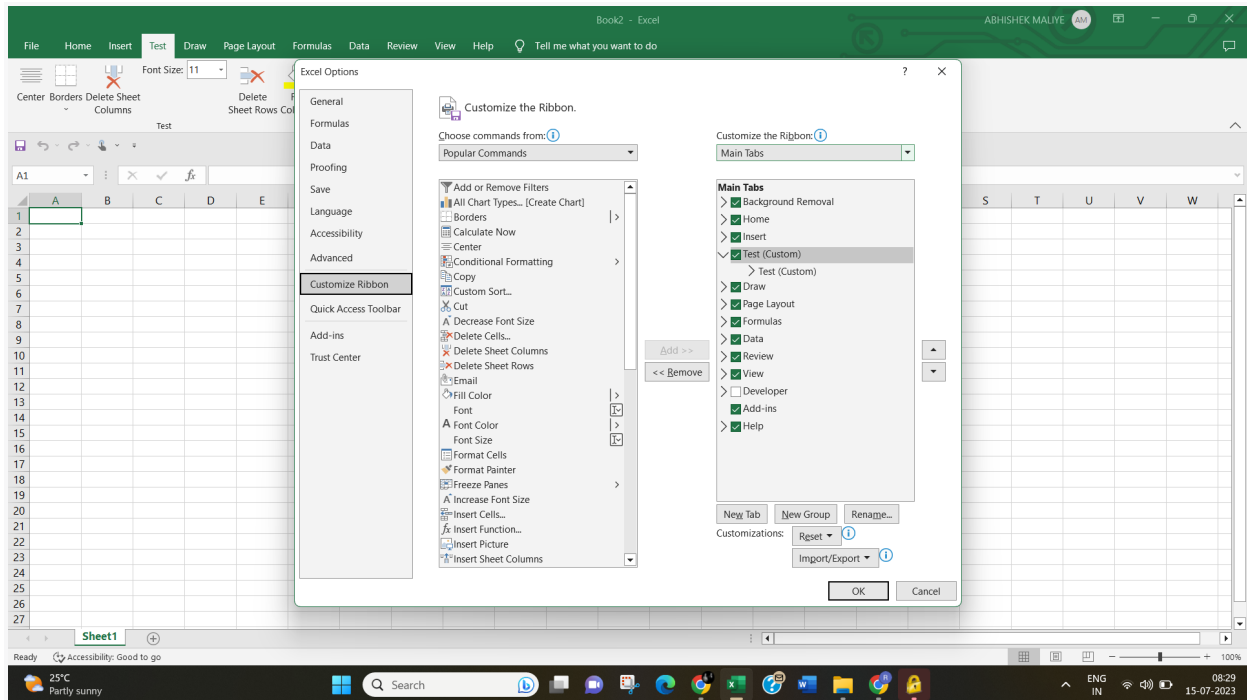 Book2 - Excel
ABHISHEK MALIYE AM
File Home Insert Test Draw Page Layout Formulas Data Review View Help Tell me what you want to do
Font Size: 11
Center Borders Delete Sheet Columns
Delete Sheet Rows
Test
A1
fx
A B C D E S T U V W
1
2
3
4
5
6
7
8
9
10
11
12
13
14
15
16
17
18
19
20
21
22
23
24
25
26
27
Excel Options ?
General
Formulas
Data
Proofing
Save
Language
Accessibility
Advanced
Customize Ribbon
Quick Access Toolbar
Add-ins
Trust Center
Customize the Ribbon.
Choose commands from:
Popular Commands
Add or Remove Filters
All Chart Types... [Create Chart]
Borders
Calculate Now
Center
Conditional Formatting
Copy
Custom Sort...
Cut
Decrease Font Size
Delete Cells...
Delete Sheet Columns
Delete Sheet Rows
Email
Fill Color
Font
Font Color
Font Size
Format Cells
Format Painter
Freeze Panes
Increase Font Size
Insert Cells...
Insert Function...
Insert Picture
Insert Sheet Columns
Add >>
<< Remove
Customize the Ribbon:
Main Tabs
Main Tabs
Background Removal
Home
Insert
Test (Custom)
Test (Custom)
Draw
Page Layout
Formulas
Data
Review
View
Developer
Add-ins
Help
New Tab New Group Rename...
Customizations: Reset
Import/Export
OK Cancel
Sheet1
Ready Accessibility: Good to go 100%
25°C
Partly sunny
Search
ENG
IN
08:29
15-07-2023